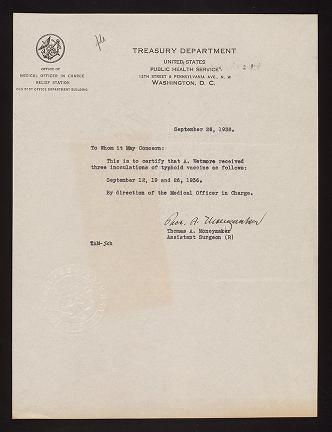 file
TREASURY DEPARTMENT
UNITED STATES
PUBLIC HEALTH SERVICE
12TH STREET & PENNSYLVANIA AVE. N. W
WASHINGTON, D. C.
OFFICE OF
MEDICAL OFFICER IN CHARGE
RELIEF STATION
OLD POST OFFICE DEPARTMENT BUILDING
September 26, 1936.
To Whom it May Concern:
This is to certify that A. Wetmore received
three inoculations of typhoid vaccine as follows:
September 12, 19 and 26, 1936.
By direction of the Medical Officer in Charge.
Thos. A. Moneymaker
Thomas A. Moneymaker
Assistant Surgeon (R)
TAM-jkh